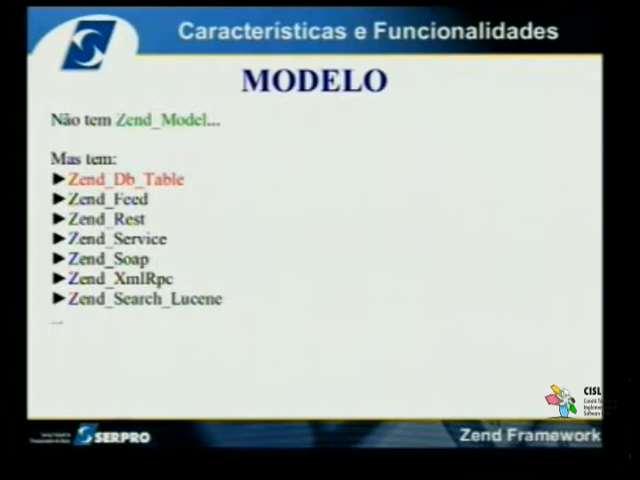 Características e Funcionalidades
MODELO
Não tem Zend_Model...
Mas tem:
►Zend_Db_Table
►Zend_Feed
►Zend_Rest
►Zend_Service
►Zend_Soap
►Zend_XmlRpc
►Zend_Search_Lucene
...
CISL
SERPRO
Zend Framework